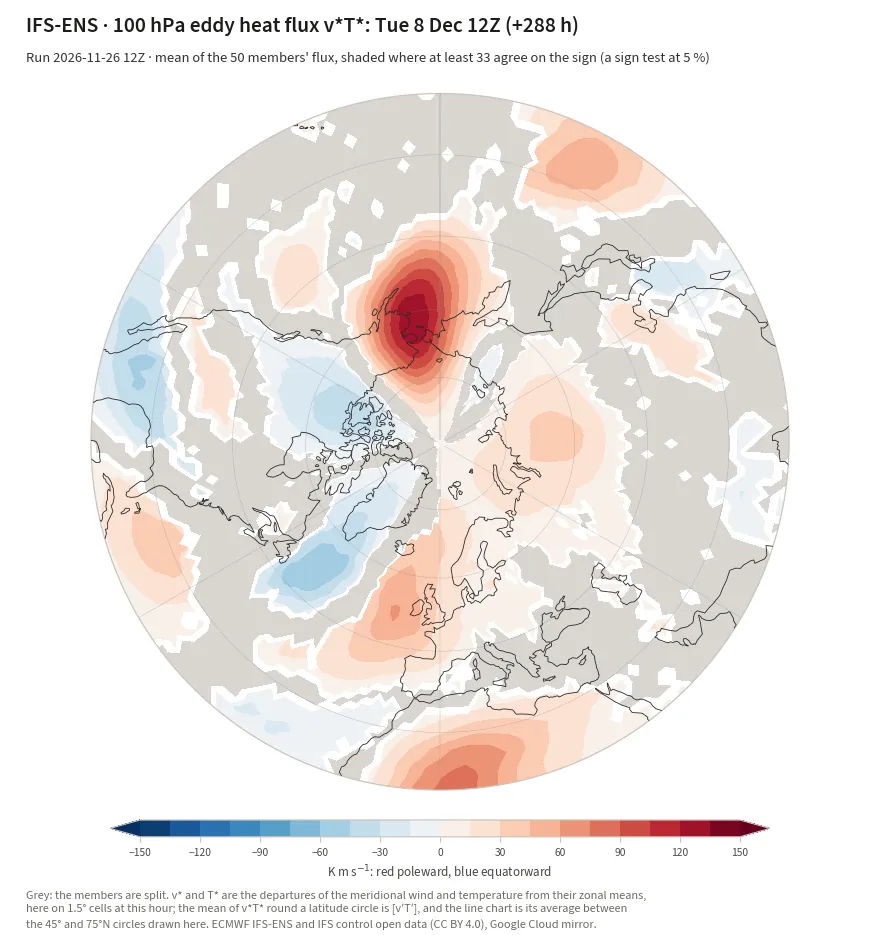 IFS-ENS · 100 hPa eddy heat flux v*T*: Tue 8 Dec 12Z (+288 h)
Run 2026-11-26 12Z · mean of the 50 members' flux, shaded where at least 33 agree on the sign (a sign test at 5 %)
−150 −120 −90 −60 −30 0 30 60 90 120 150
K m s⁻¹: red poleward, blue equatorward
Grey: the members are split. v* and T* are the departures of the meridional wind and temperature from their zonal means,
here on 1.5° cells at this hour; the mean of v*T* round a latitude circle is [v'T'], and the line chart is its average between
the 45° and 75°N circles drawn here. ECMWF IFS-ENS and IFS control open data (CC BY 4.0), Google Cloud mirror.